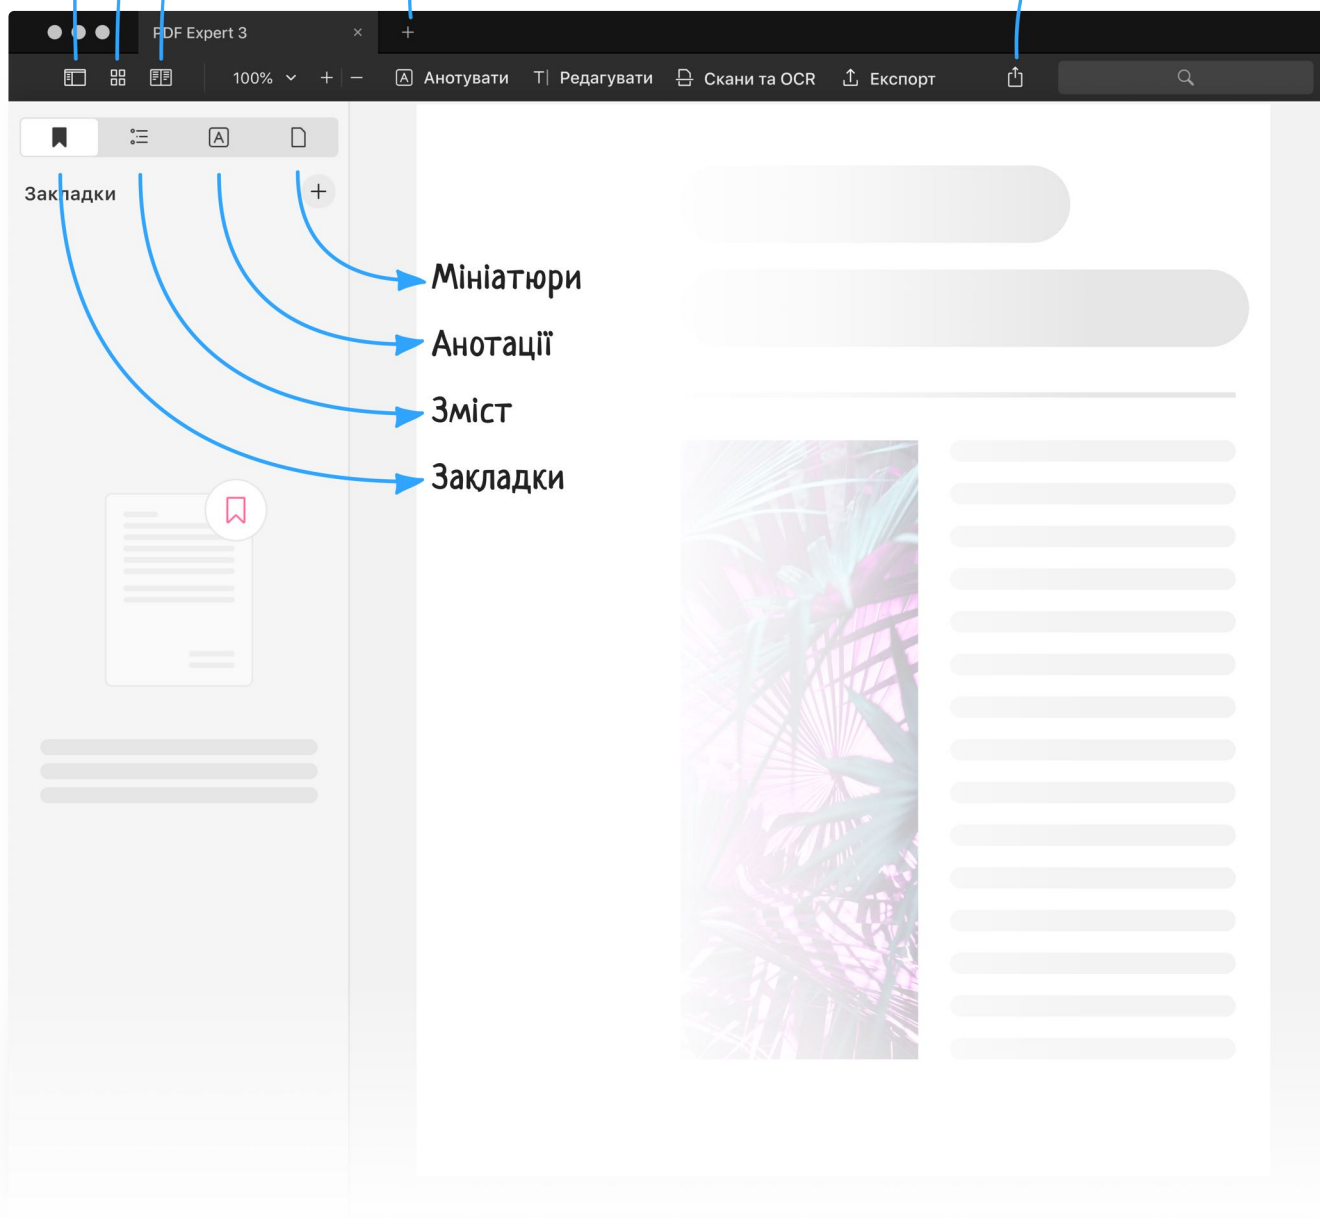 PDF Expert 3
100%
Анотувати
Редагувати
Скани та OCR
Експорт
Закладки
Мініатюри
Анотації
Зміст
Закладки